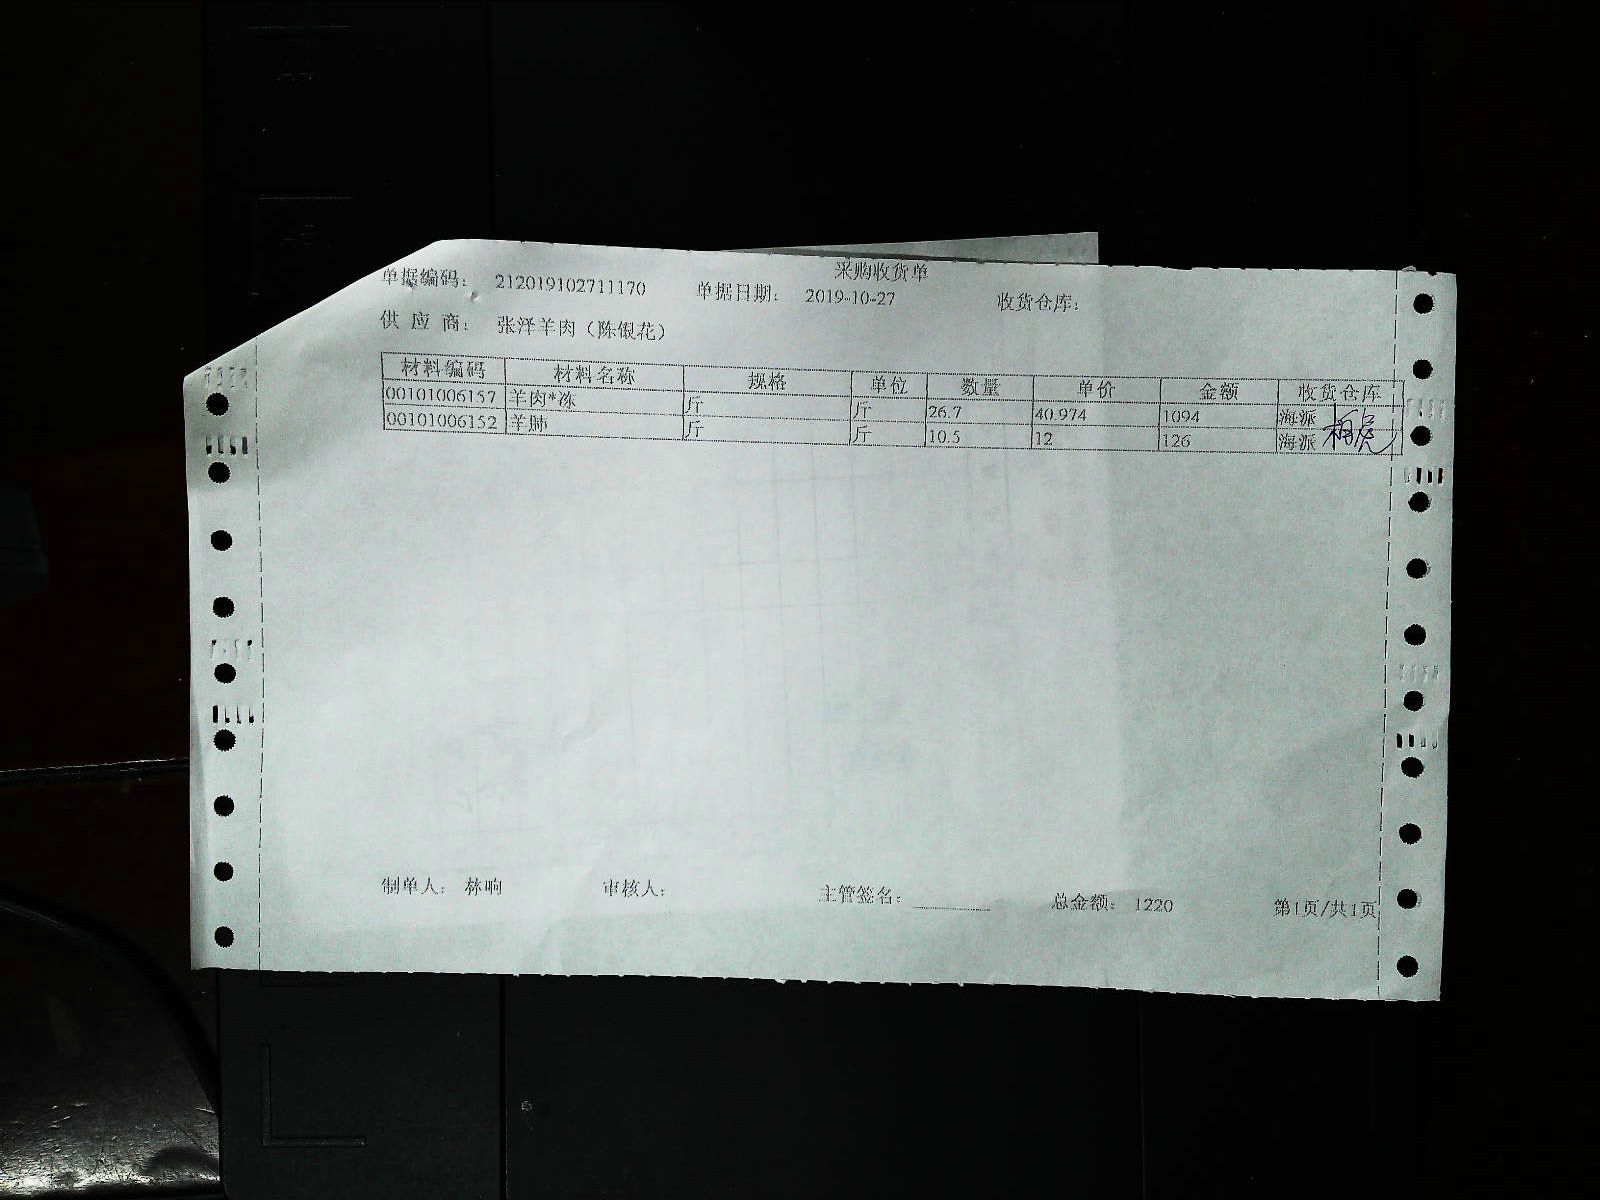 采购收货单
单据编码： 212019102711170 单据日期： 2019-10-27 收货仓库：
供 应 商： 张泽羊肉（陈银花）
材料编码 材料名称 规格 单位 数量 单价 金额 收货仓库
00101006157 羊肉*冻 斤 斤 26.7 40.974 1094 海派
00101006152 羊肺 斤 斤 10.5 12 126 海派
制单人： 林响 审核人： 主管签名： 总金额： 1220 第1页/共1页